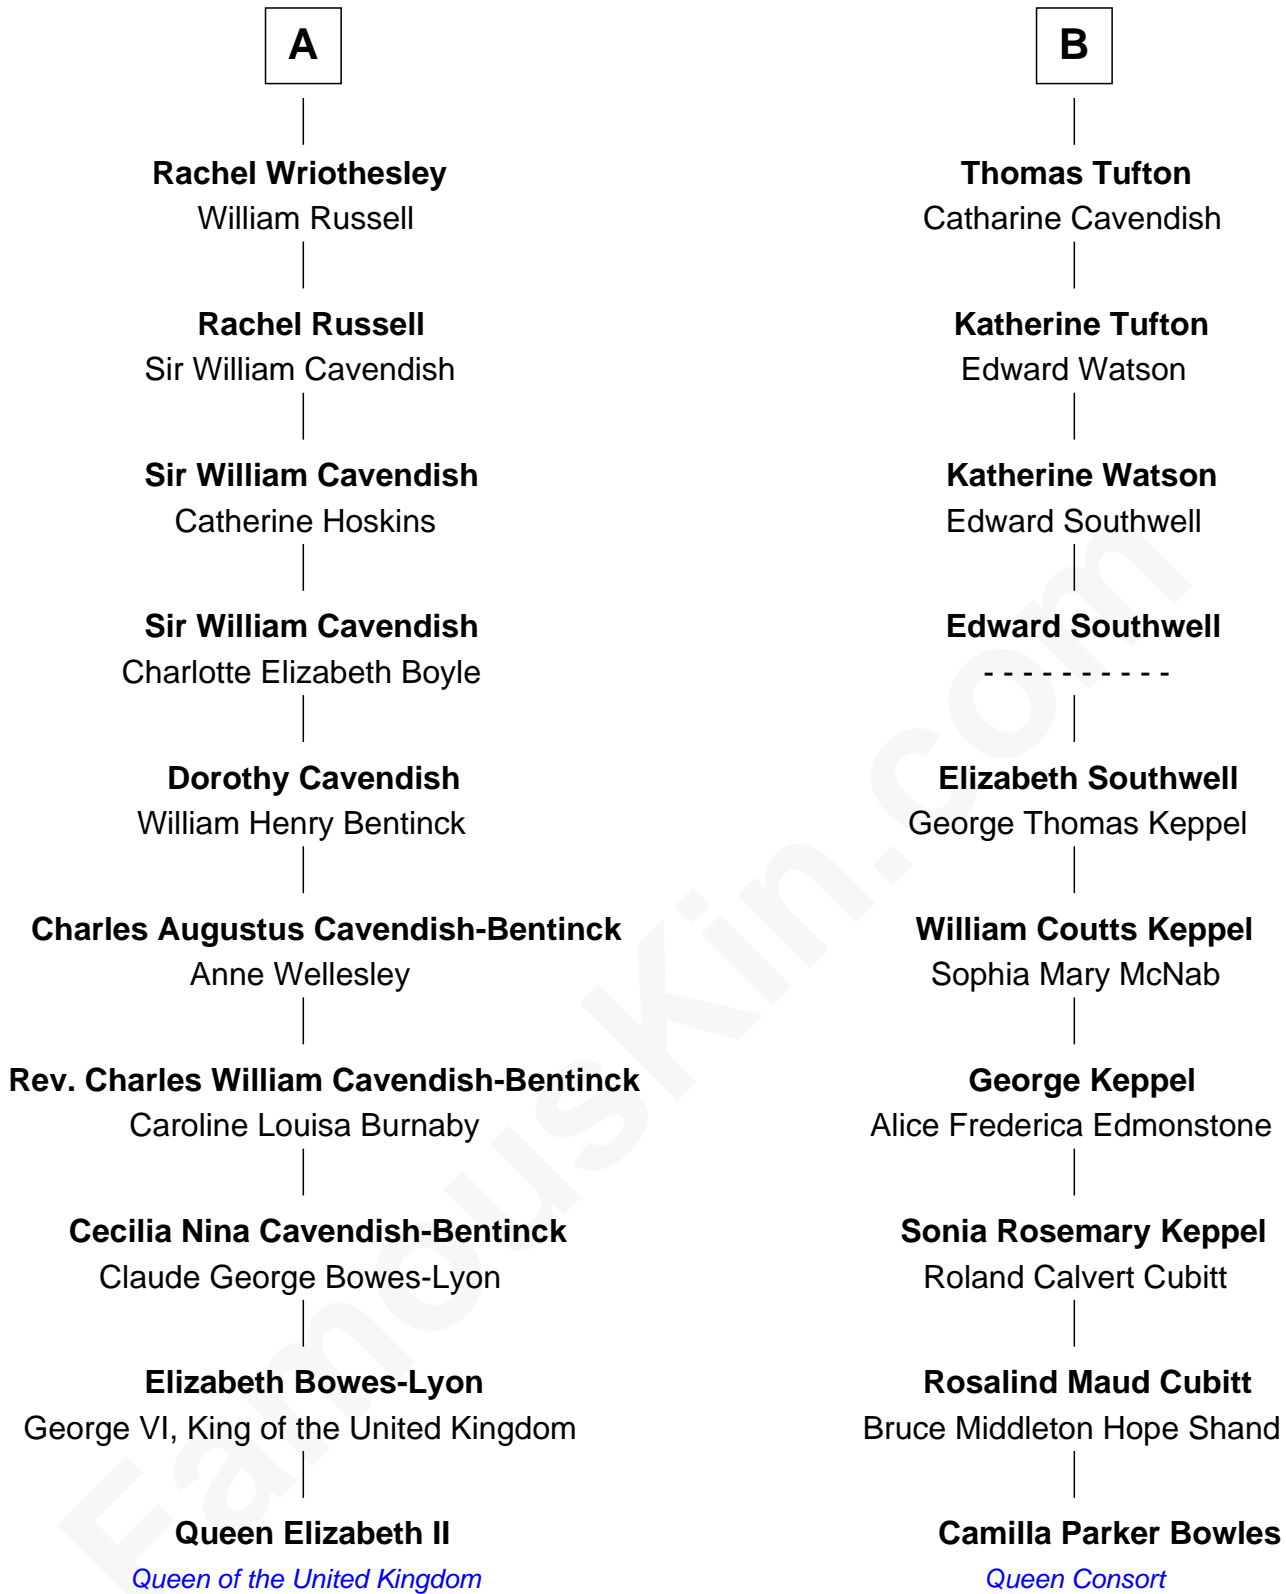 A
Rachel Wriothesley
William Russell
Rachel Russell
Sir William Cavendish
Sir William Cavendish
Catherine Hoskins
Sir William Cavendish
Charlotte Elizabeth Boyle
Dorothy Cavendish
William Henry Bentinck
Charles Augustus Cavendish-Bentinck
Anne Wellesley
Rev. Charles William Cavendish-Bentinck
Caroline Louisa Burnaby
Cecilia Nina Cavendish-Bentinck
Claude George Bowes-Lyon
Elizabeth Bowes-Lyon
George VI, King of the United Kingdom
Queen Elizabeth II
Queen of the United Kingdom
B
Thomas Tufton
Catharine Cavendish
Katherine Tufton
Edward Watson
Katherine Watson
Edward Southwell
Edward Southwell
- - - - - - - - - -
Elizabeth Southwell
George Thomas Keppel
William Coutts Keppel
Sophia Mary McNab
George Keppel
Alice Frederica Edmonstone
Sonia Rosemary Keppel
Roland Calvert Cubitt
Rosalind Maud Cubitt
Bruce Middleton Hope Shand
Camilla Parker Bowles
Queen Consort
FamousKin.com